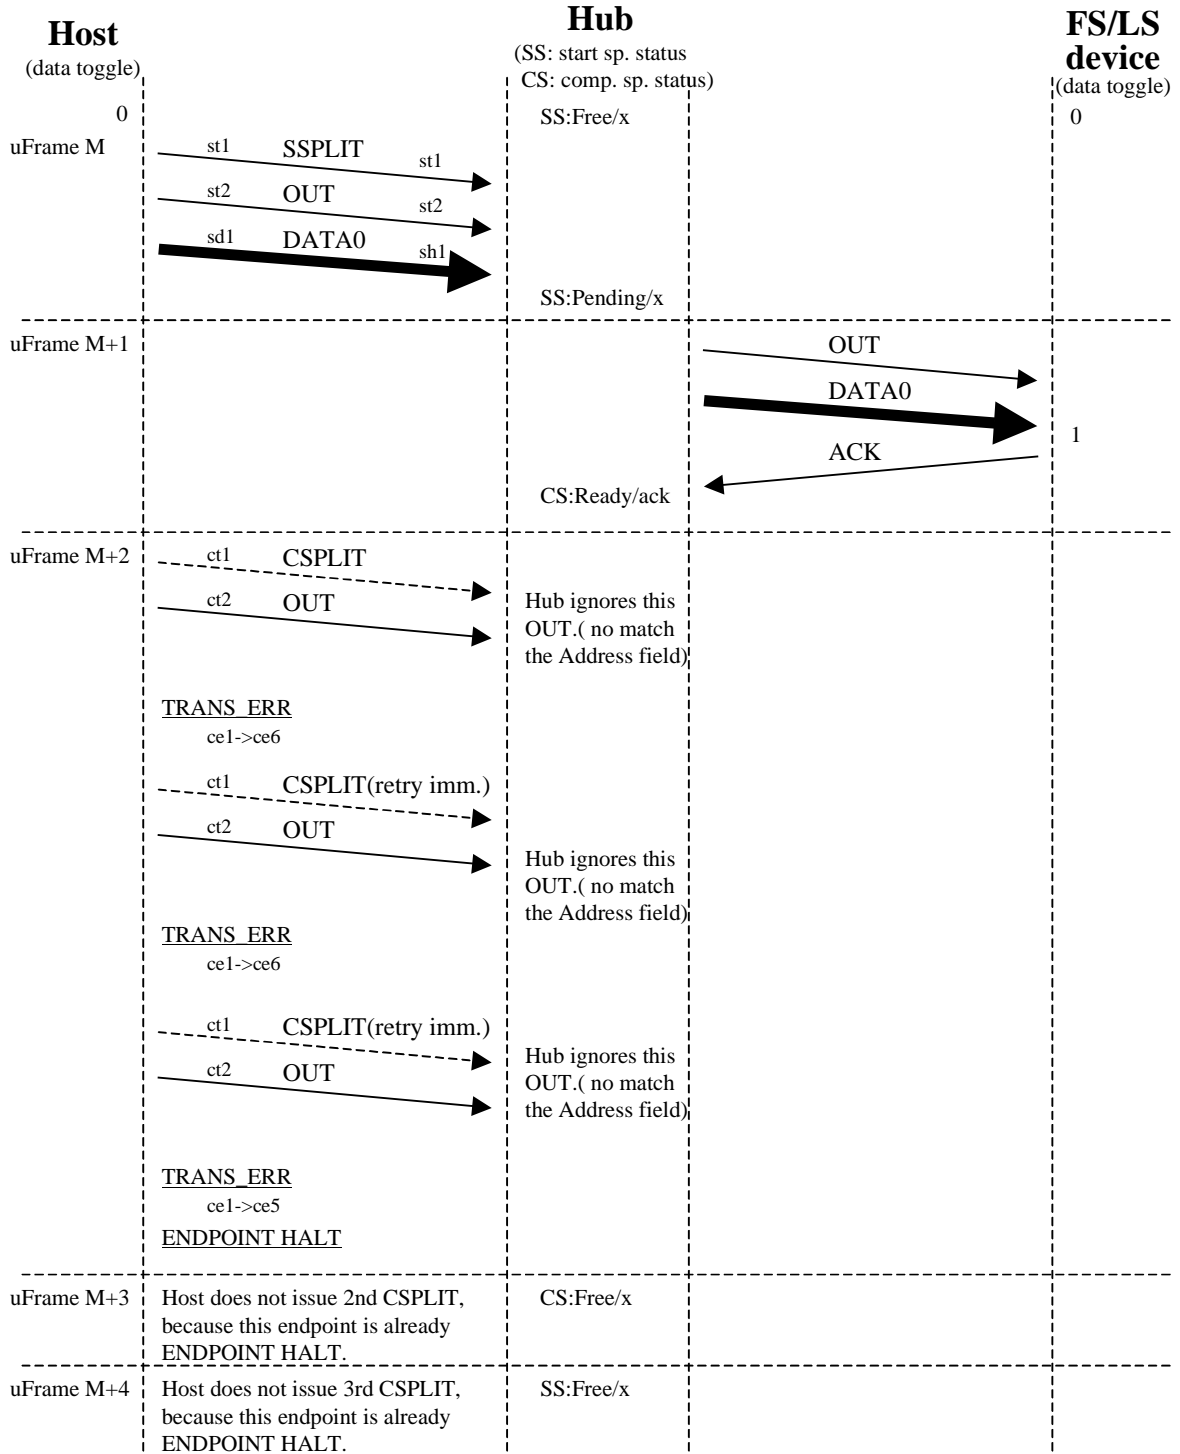 Host
(data toggle)
Hub
(SS: start sp. status
CS: comp. sp. status)
FS/LS
device
(data toggle)
0
SS:Free/x
0
uFrame M
st1 SSPLIT st1
st2 OUT st2
sd1 DATA0 sh1
SS:Pending/x
uFrame M+1
OUT
DATA0
1
ACK
CS:Ready/ack
uFrame M+2
ct1 CSPLIT
ct2 OUT
Hub ignores this
OUT.( no match
the Address field)
TRANS_ERR
ce1->ce6
ct1 CSPLIT(retry imm.)
ct2 OUT
Hub ignores this
OUT.( no match
the Address field)
TRANS_ERR
ce1->ce6
ct1 CSPLIT(retry imm.)
ct2 OUT
Hub ignores this
OUT.( no match
the Address field)
TRANS_ERR
ce1->ce5
ENDPOINT HALT
uFrame M+3
Host does not issue 2nd CSPLIT,
because this endpoint is already
ENDPOINT HALT.
CS:Free/x
uFrame M+4
Host does not issue 3rd CSPLIT,
because this endpoint is already
ENDPOINT HALT.
SS:Free/x